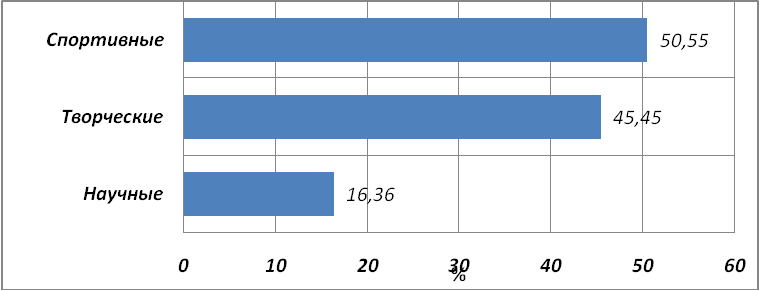 Спортивные 50,55
Творческие 45,45
Научные 16,36
0 10 20 30 40 50 60
%